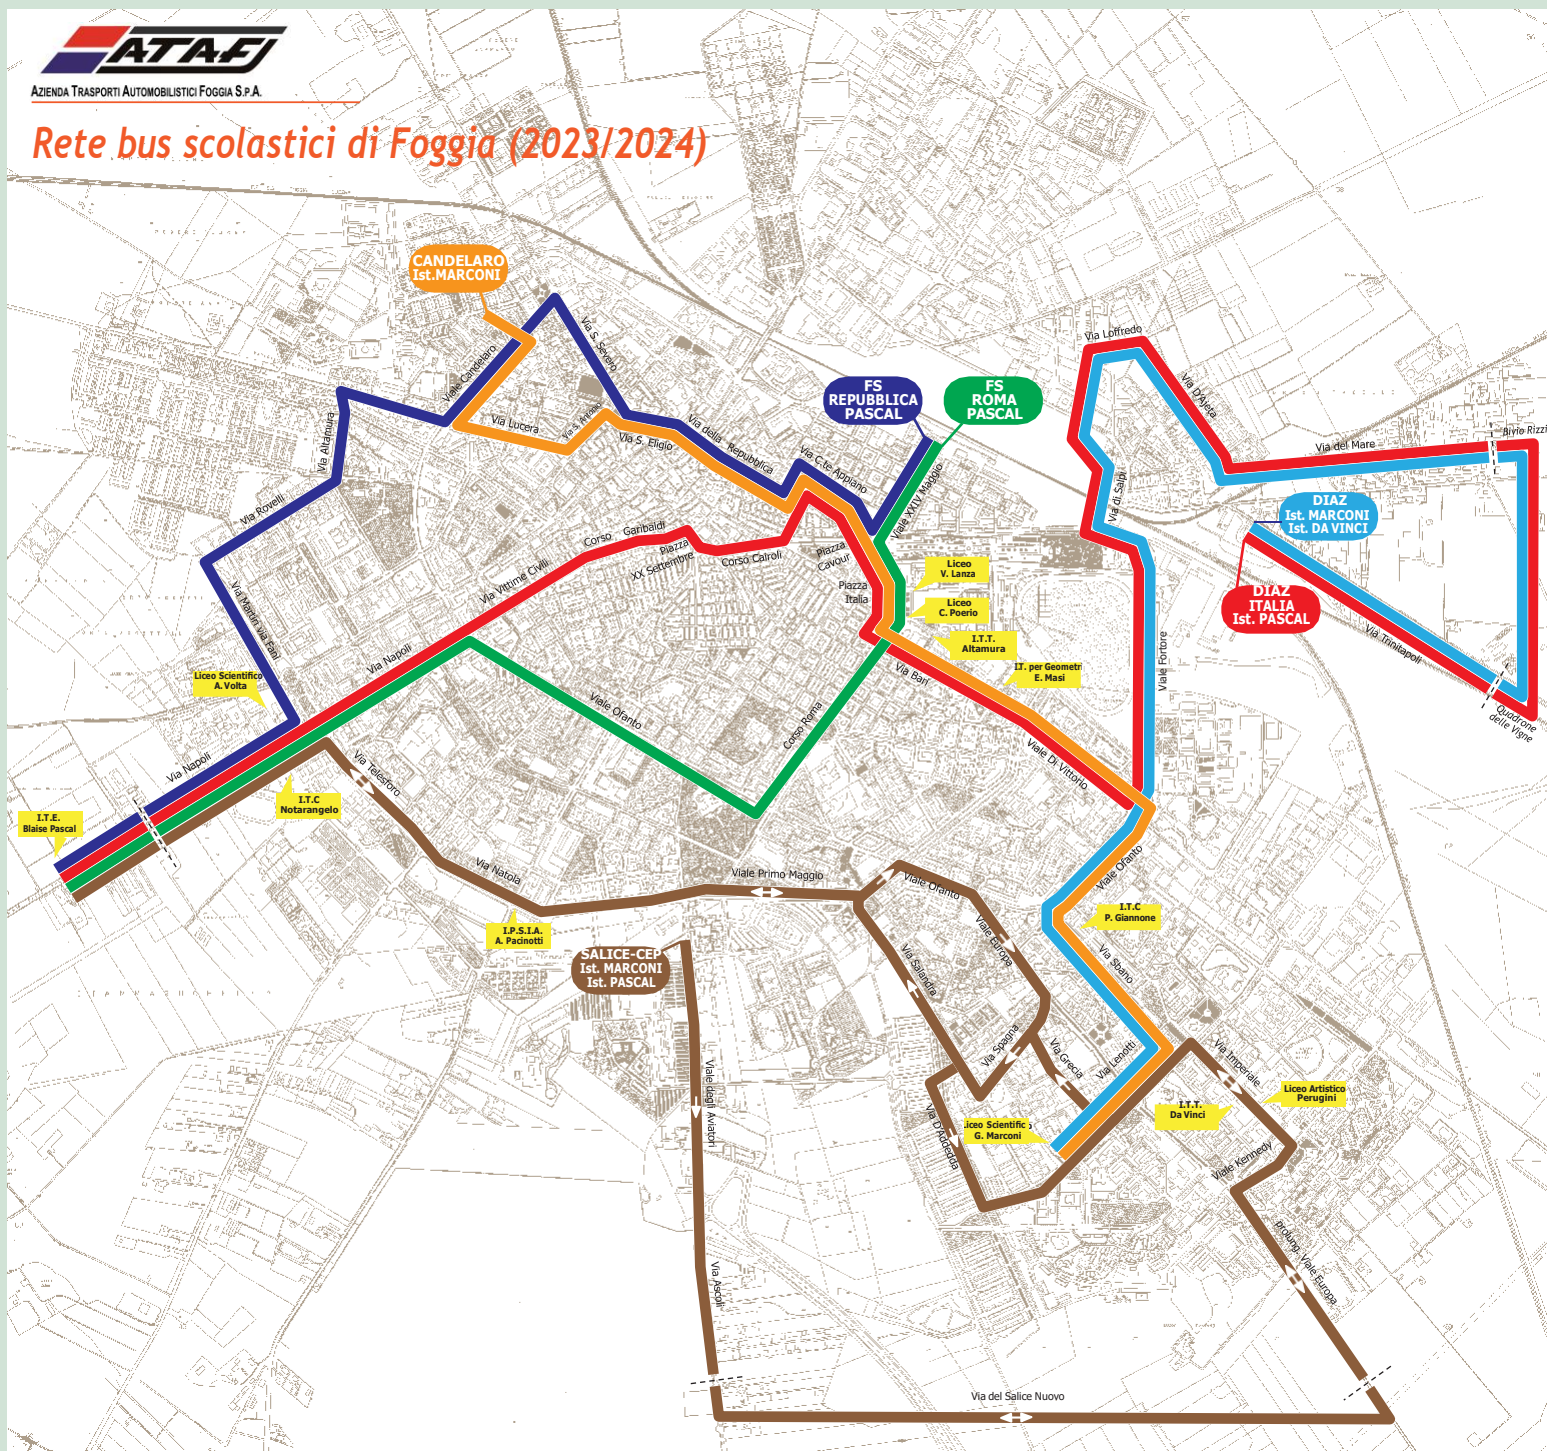 ATAF
AZIENDA TRASPORTI AUTOMOBILISTICI FOGGIA S.P.A.
Rete bus scolastici di Foggia (2023/2024)
CANDELARO
Ist.MARCONI
Via S. Severo
Viale Candelaro
Via Loffredo
Via D'Ajeta
FS
REPUBBLICA
PASCAL
FS
ROMA
PASCAL
Via Altamura
Via Lucera
Via S. Antonio
Via S. Eligio
Via della Repubblica
Via C.te Appiano
Viale XXIV Maggio
Via del Mare
Bivio Rizzi
Via di Salpi
DIAZ
Ist. MARCONI
Ist. DA VINCI
Via Rovelli
Corso Garibaldi
Piazza
XX Settembre
Corso Cairoli
Piazza
Cavour
Piazza
Italia
Via Vittime Civili
Liceo
V. Lanza
Liceo
C. Poerio
DIAZ
ITALIA
Ist. PASCAL
Via Trinitapoli
Via Martiri via Fani
I.T.T.
Altamura
I.T. per Geometri
E. Masi
Viale Fortore
Via Napoli
Via Bari
Liceo Scientifico
A. Volta
Viale Ofanto
Corso Roma
Quadrone
delle Vigne
Viale Di Vittorio
Via Napoli
Via Telesforo
I.T.C
Notarangelo
I.T.E.
Blaise Pascal
Via Natola
Viale Primo Maggio
Viale Ofanto
Viale Ofanto
I.P.S.I.A.
A. Pacinotti
I.T.C
P. Giannone
Viale Europa
Via Sbano
SALICE-CEP
Ist. MARCONI
Ist. PASCAL
Via Salandra
Via Spagna
Via Grecia
Via Lenotti
Via Imperiale
Viale degli Aviatori
Liceo Artistico
Perugini
I.T.T.
Da Vinci
Via D'Addedda
Liceo Scientifico
G. Marconi
Viale Kennedy
prolung. Viale Europa
Via Ascoli
Via del Salice Nuovo